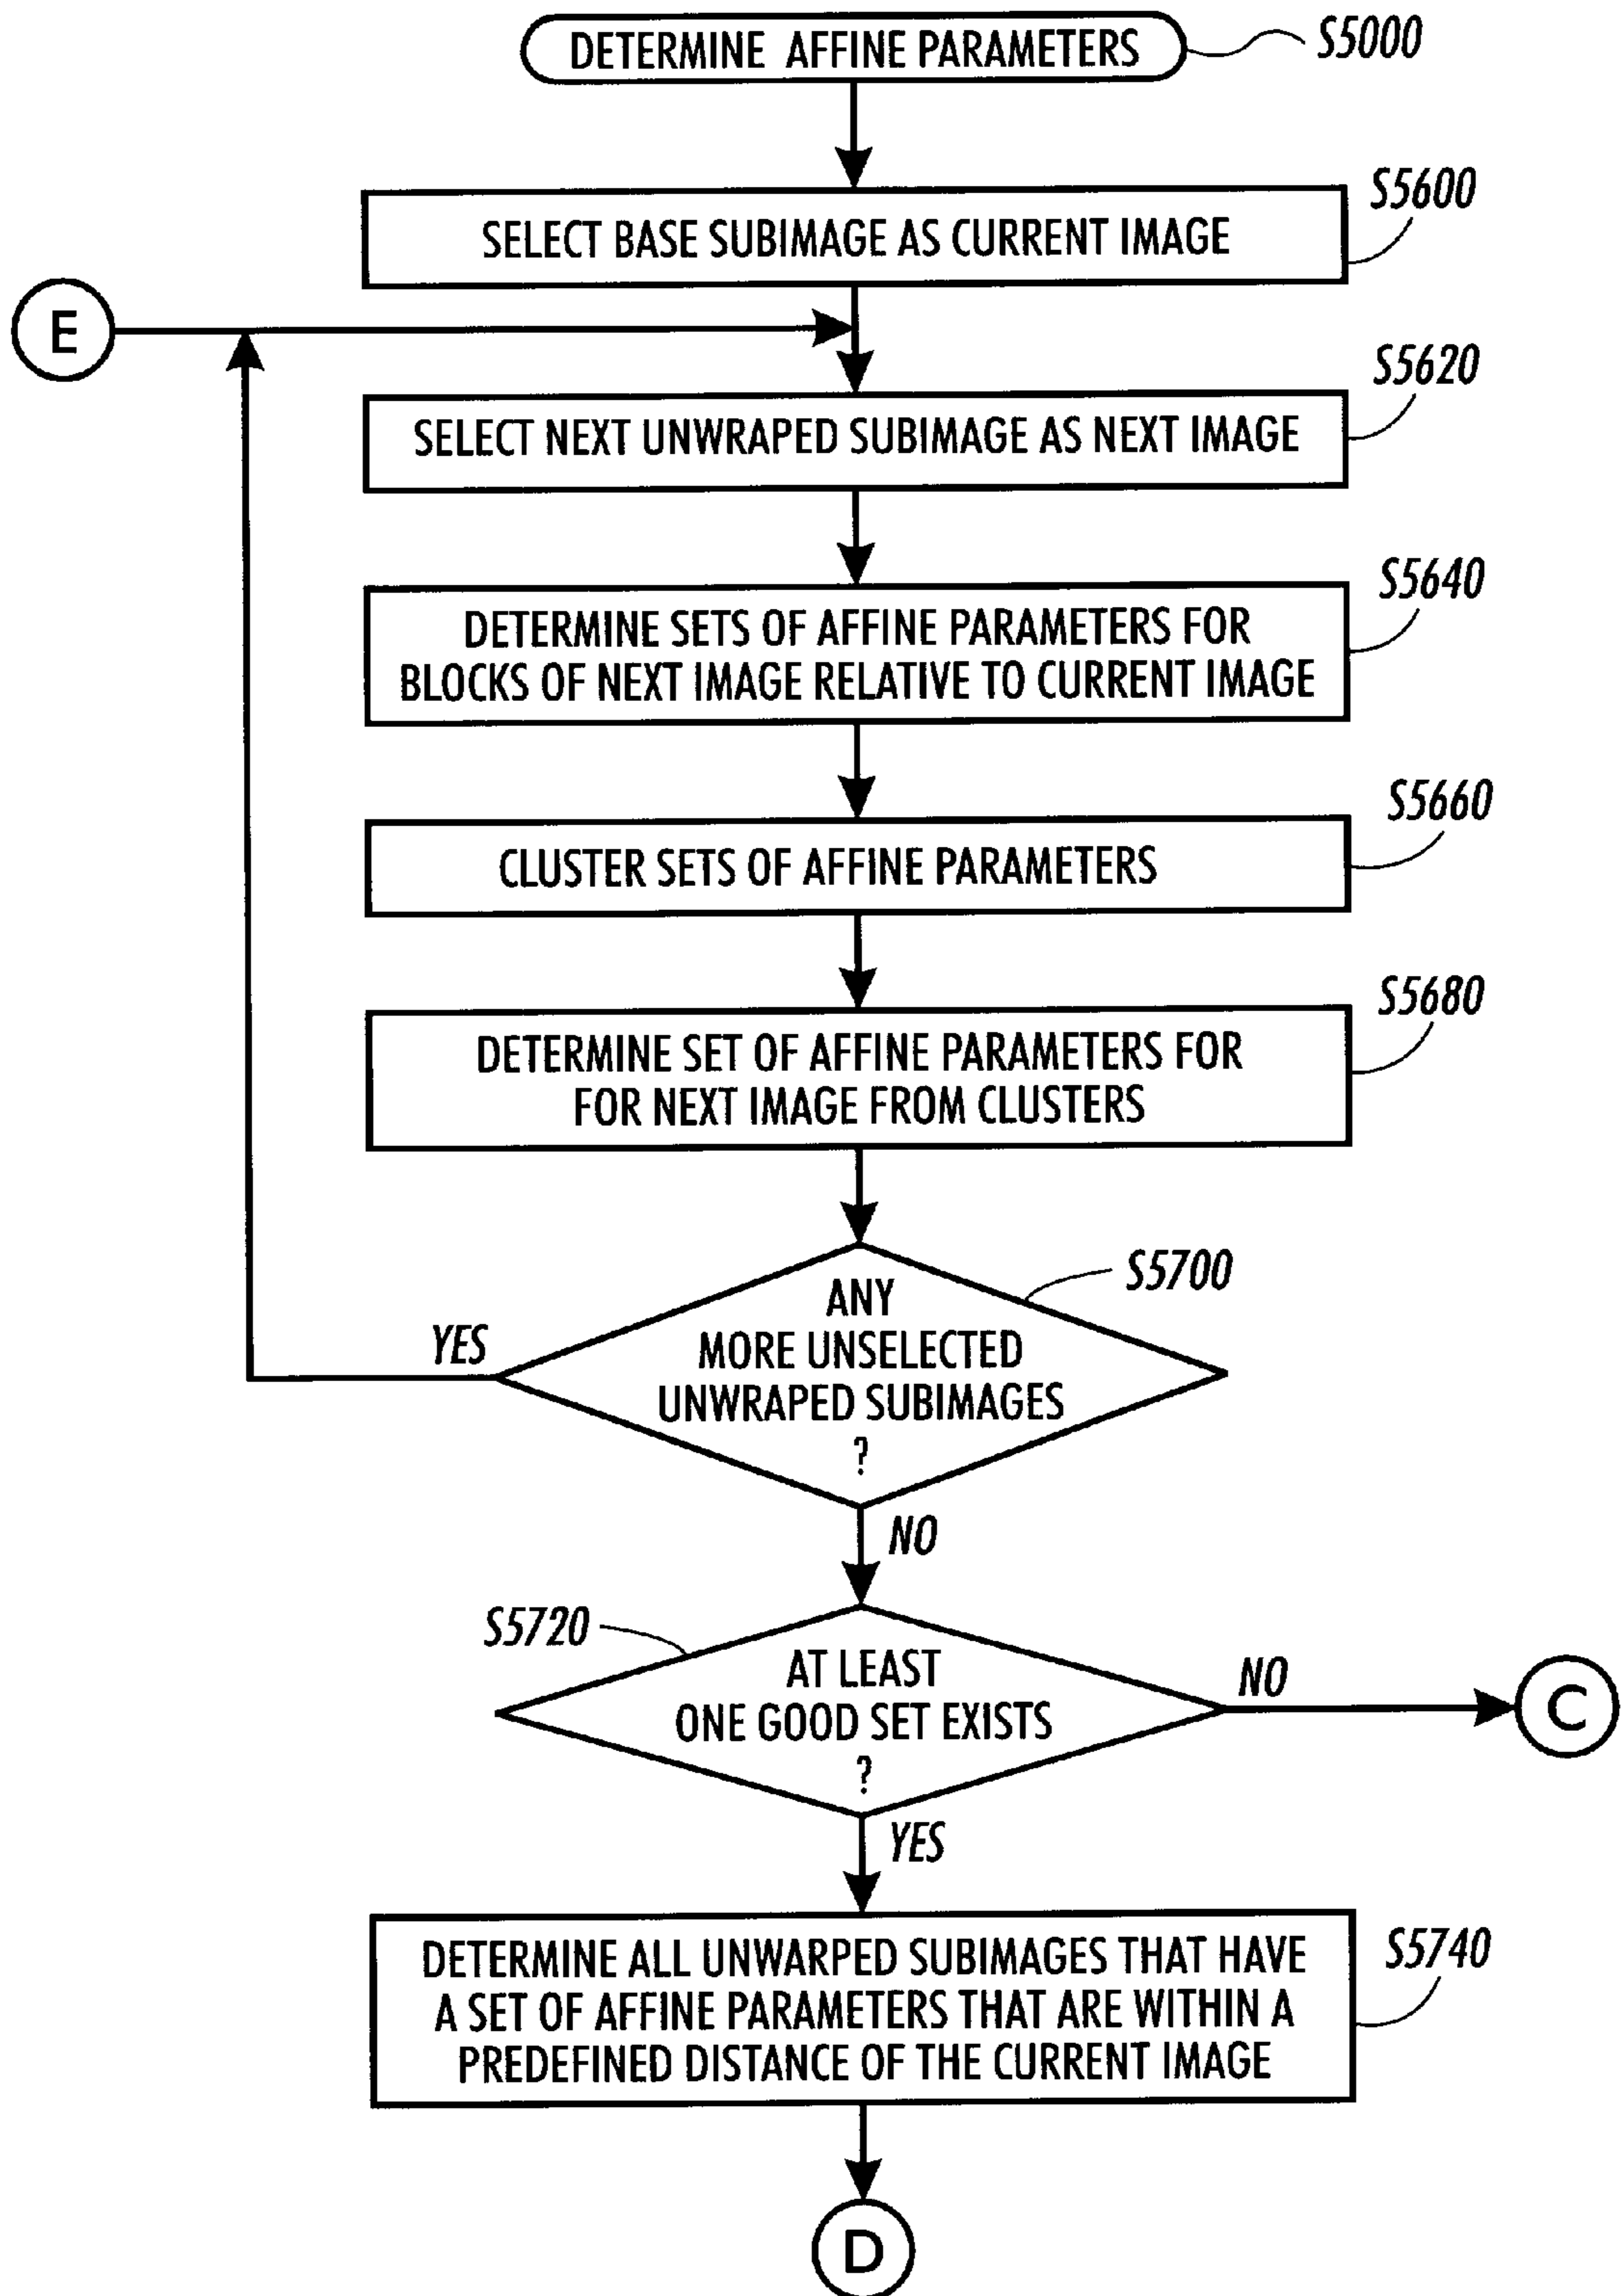 DETERMINE AFFINE PARAMETERS
S5000
S5600
SELECT BASE SUBIMAGE AS CURRENT IMAGE
E
S5620
SELECT NEXT UNWRAPED SUBIMAGE AS NEXT IMAGE
S5640
DETERMINE SETS OF AFFINE PARAMETERS FOR
BLOCKS OF NEXT IMAGE RELATIVE TO CURRENT IMAGE
S5660
CLUSTER SETS OF AFFINE PARAMETERS
S5680
DETERMINE SET OF AFFINE PARAMETERS FOR
FOR NEXT IMAGE FROM CLUSTERS
S5700
ANY
MORE UNSELECTED
UNWRAPED SUBIMAGES
?
YES
NO
S5720
AT LEAST
ONE GOOD SET EXISTS
?
NO
C
YES
S5740
DETERMINE ALL UNWARPED SUBIMAGES THAT HAVE
A SET OF AFFINE PARAMETERS THAT ARE WITHIN A
PREDEFINED DISTANCE OF THE CURRENT IMAGE
D